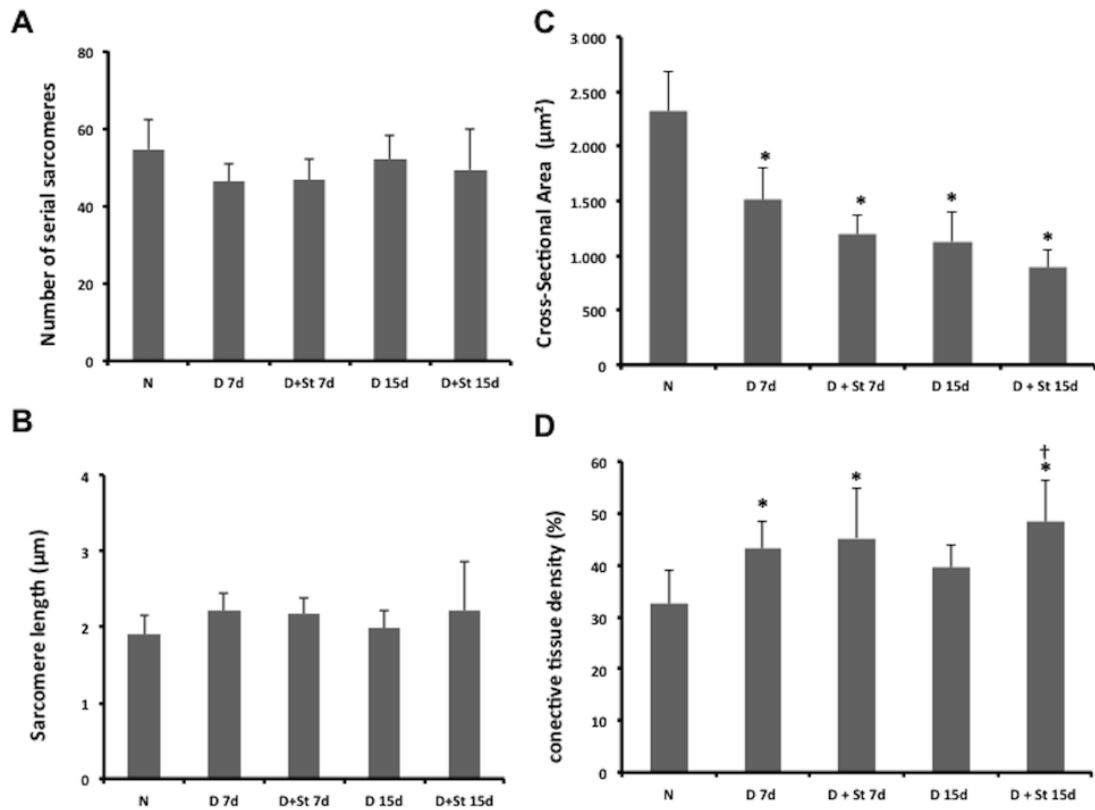 A
Number of serial sarcomeres
80
60
40
20
0
N D 7d D+St 7d D 15d D+St 15d
B
Sarcomere length (µm)
4
3
2
1
0
N D 7d D+St 7d D 15d D+St 15d
C
Cross-Sectional Area (µm²)
3 000
2.500
2.000
1.500
1.000
500
0
* * * *
N D 7d D + St 7d D 15d D + St 15d
D
conective tissue density (%)
60
50
40
30
20
10
0
†
* * *
N D 7d D + St 7d D 15d D + St 15d